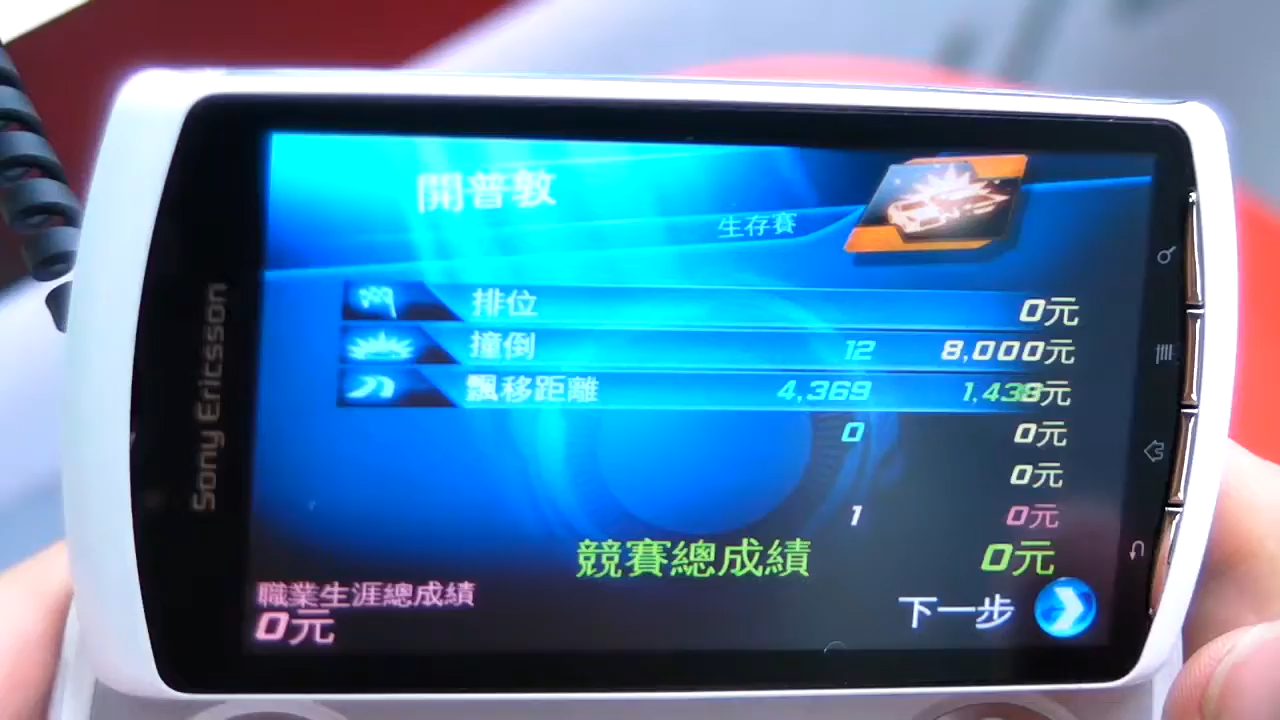 Sony Ericsson
開普敦
生存賽
排位 0元
撞倒 12 8,000元
飄移距離 4,369 1,438元
0 0元
0元
1 0元
競賽總成績 0元
職業生涯總成績
0元
下一步